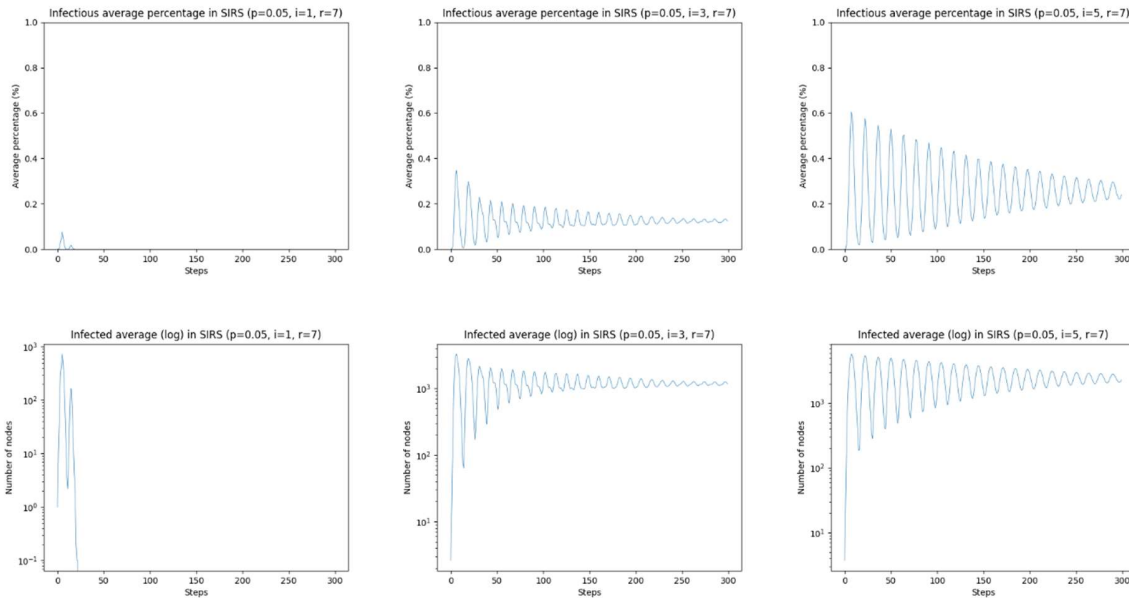 Infectious average percentage in SIRS (p=0.05, i=1, r=7)
Average percentage (%)
1.0
0.8
0.6
0.4
0.2
0.0
0 50 100 150 200 250 300
Steps
Infectious average percentage in SIRS (p=0.05, i=3, r=7)
Average percentage (%)
1.0
0.8
0.6
0.4
0.2
0.0
0 50 100 150 200 250 300
Steps
Infectious average percentage in SIRS (p=0.05, i=5, r=7)
Average percentage (%)
1.0
0.8
0.6
0.4
0.2
0.0
0 50 100 150 200 250 300
Steps
Infected average (log) in SIRS (p=0.05, i=1, r=7)
Number of nodes
10³
10²
10¹
10⁰
10⁻¹
0 50 100 150 200 250 300
Steps
Infected average (log) in SIRS (p=0.05, i=3, r=7)
Number of nodes
10³
10²
10¹
0 50 100 150 200 250 300
Steps
Infected average (log) in SIRS (p=0.05, i=5, r=7)
Number of nodes
10³
10²
10¹
0 50 100 150 200 250 300
Steps